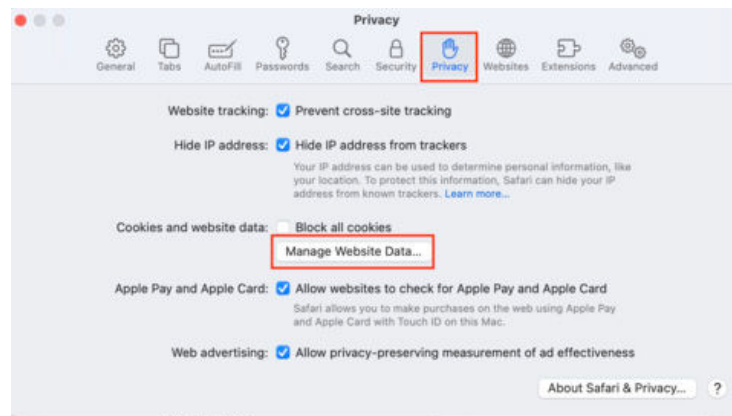 Privacy
General Tabs AutoFill Passwords Search Security Privacy Websites Extensions Advanced
Website tracking: Prevent cross-site tracking
Hide IP address: Hide IP address from trackers
Your IP address can be used to determine personal information, like
your location. To protect this information, Safari can hide your IP
address from known trackers. Learn more...
Cookies and website data: Block all cookies
Manage Website Data...
Apple Pay and Apple Card: Allow websites to check for Apple Pay and Apple Card
Safari allows you to make purchases on the web using Apple Pay
and Apple Card with Touch ID on this Mac.
Web advertising: Allow privacy-preserving measurement of ad effectiveness
About Safari & Privacy... ?